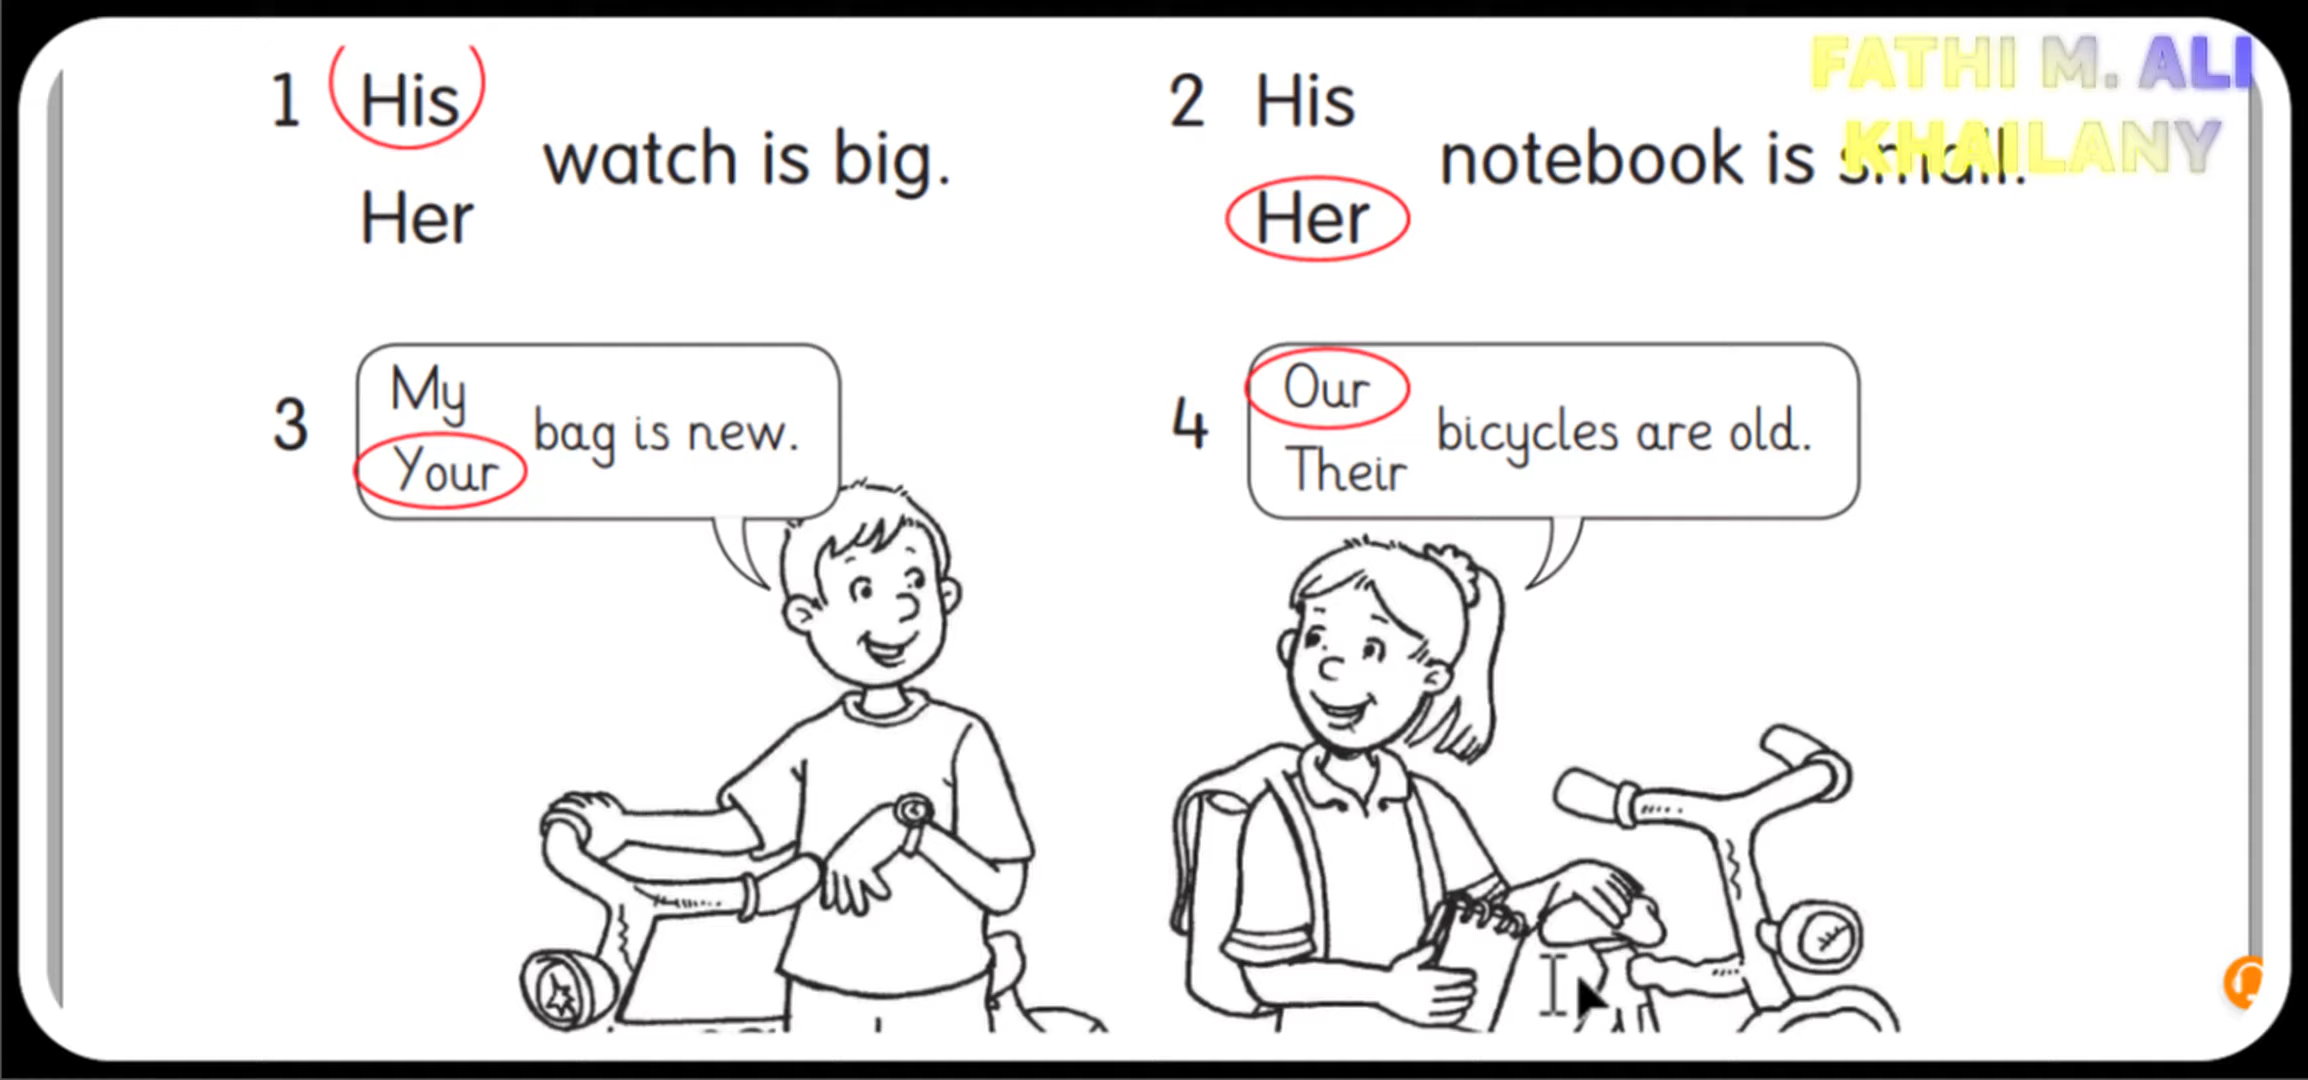 1 His
Her
watch is big.
2 His
Her
notebook is small.
FATHI M. ALI
KHAILANY
3 My
Your
bag is new.
4 Our
Their
bicycles are old.